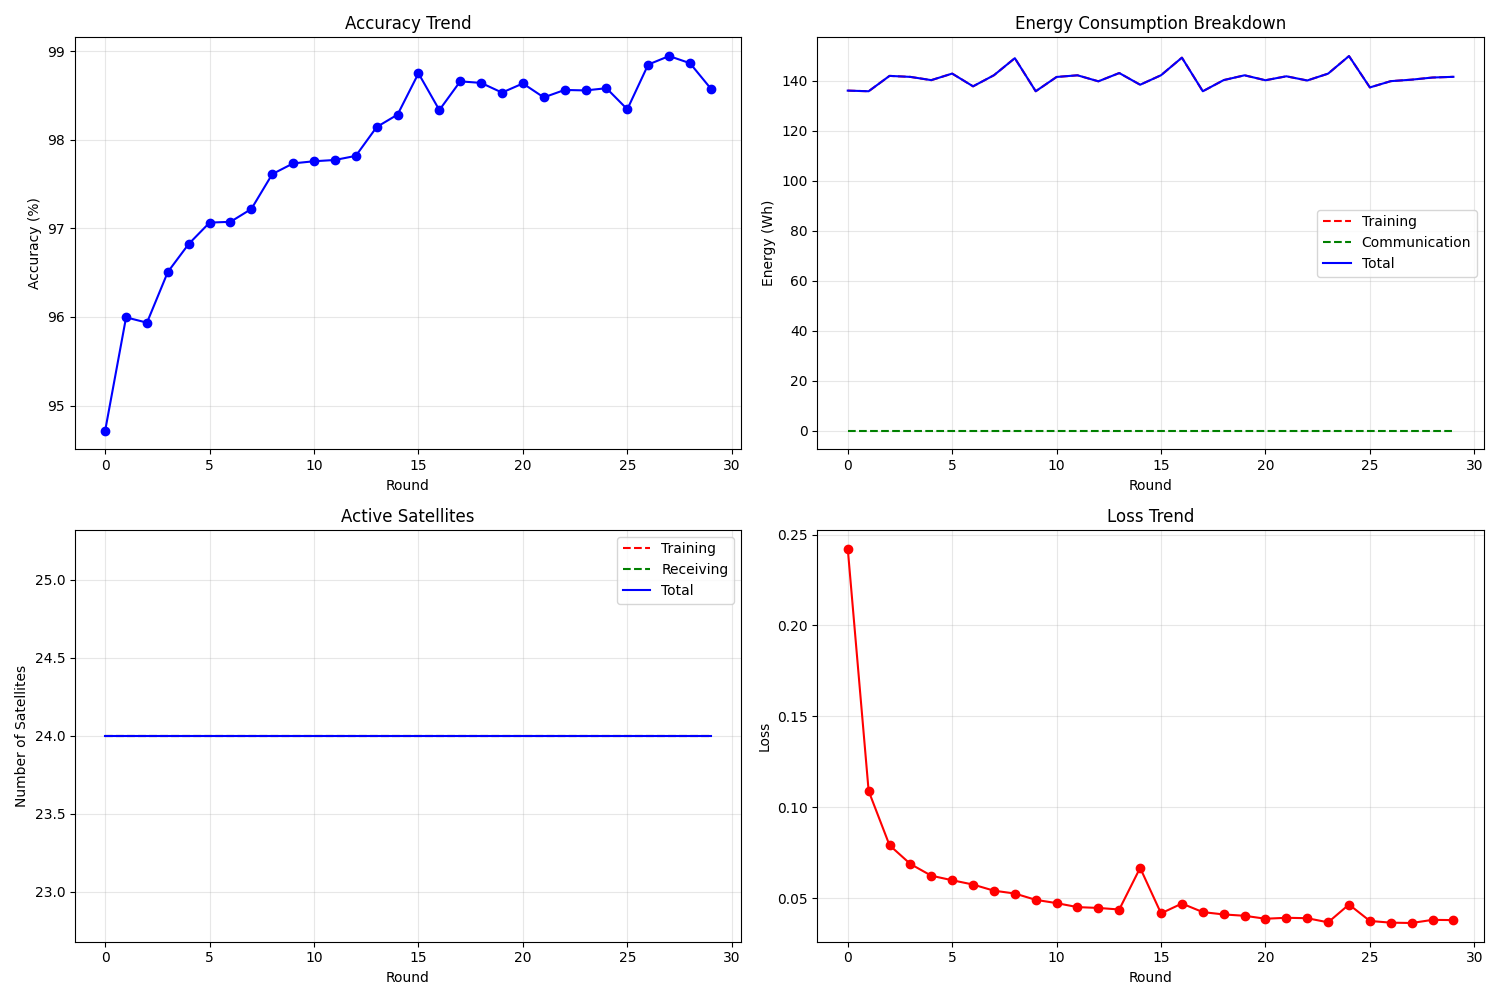 Accuracy Trend
99
98
97
96
95
Accuracy (%)
0 5 10 15 20 25 30
Round
Energy Consumption Breakdown
140
120
100
80
60
40
20
0
Energy (Wh)
Training
Communication
Total
0 5 10 15 20 25 30
Round
Active Satellites
25.0
24.5
24.0
23.5
23.0
Number of Satellites
Training
Receiving
Total
0 5 10 15 20 25 30
Round
Loss Trend
0.25
0.20
0.15
0.10
0.05
Loss
0 5 10 15 20 25 30
Round